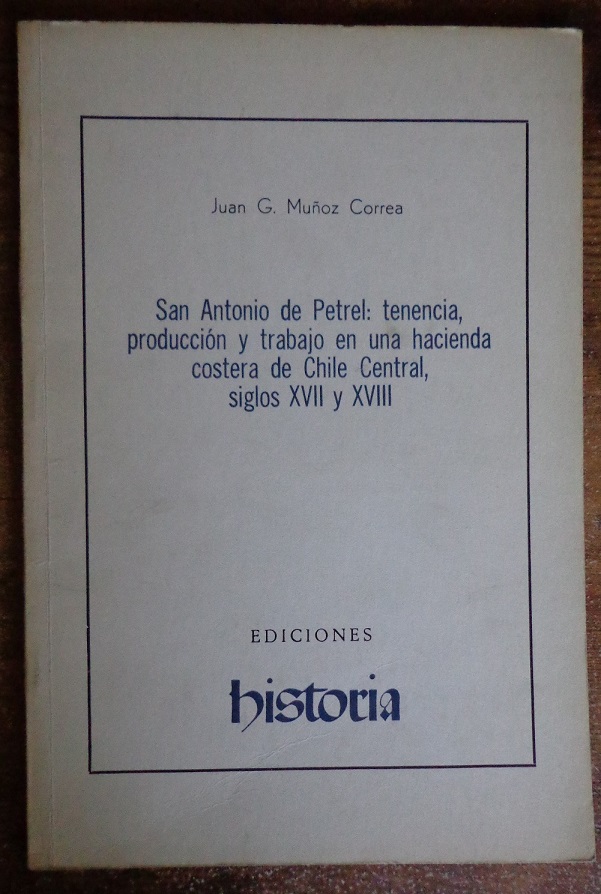 Juan G. Muñoz Correa
San Antonio de Petrel: tenencia,
producción y trabajo en una hacienda
costera de Chile Central,
siglos XVII y XVIII
EDICIONES
historia